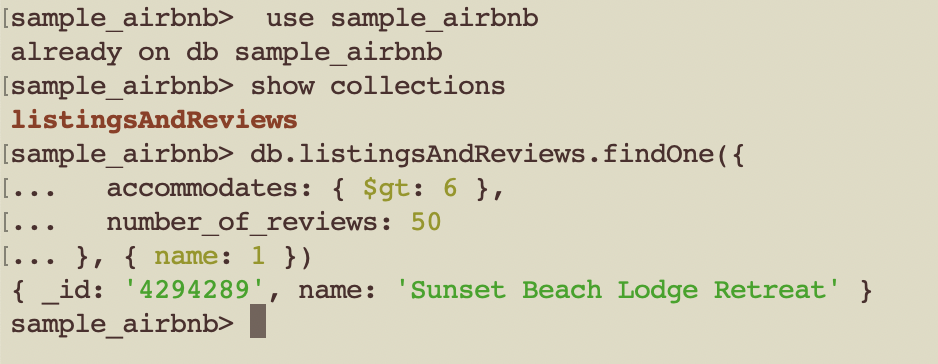 [sample_airbnb>  use sample_airbnb
already on db sample_airbnb
[sample_airbnb> show collections
listingsAndReviews
[sample_airbnb> db.listingsAndReviews.findOne({
[...   accommodates: { $gt: 6 },
[...   number_of_reviews: 50
[... }, { name: 1 })
{ _id: '4294289', name: 'Sunset Beach Lodge Retreat' }
sample_airbnb>